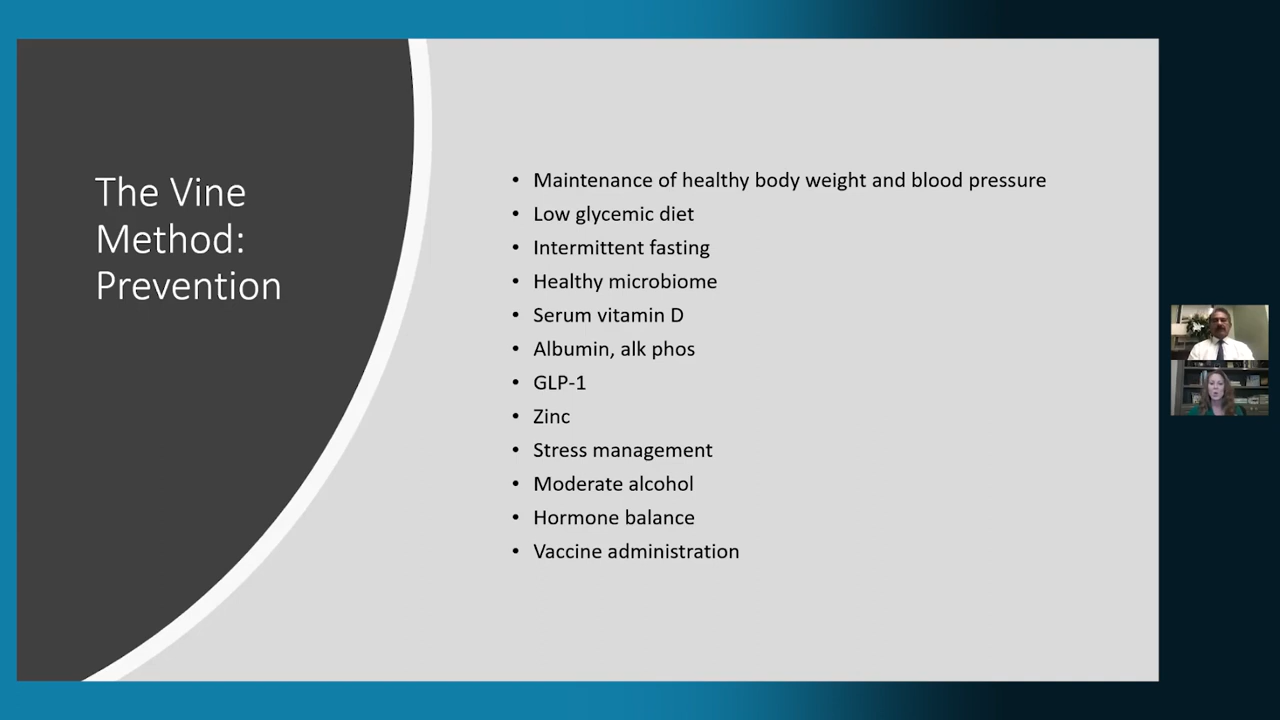 The Vine
Method:
Prevention
• Maintenance of healthy body weight and blood pressure
• Low glycemic diet
• Intermittent fasting
• Healthy microbiome
• Serum vitamin D
• Albumin, alk phos
• GLP-1
• Zinc
• Stress management
• Moderate alcohol
• Hormone balance
• Vaccine administration